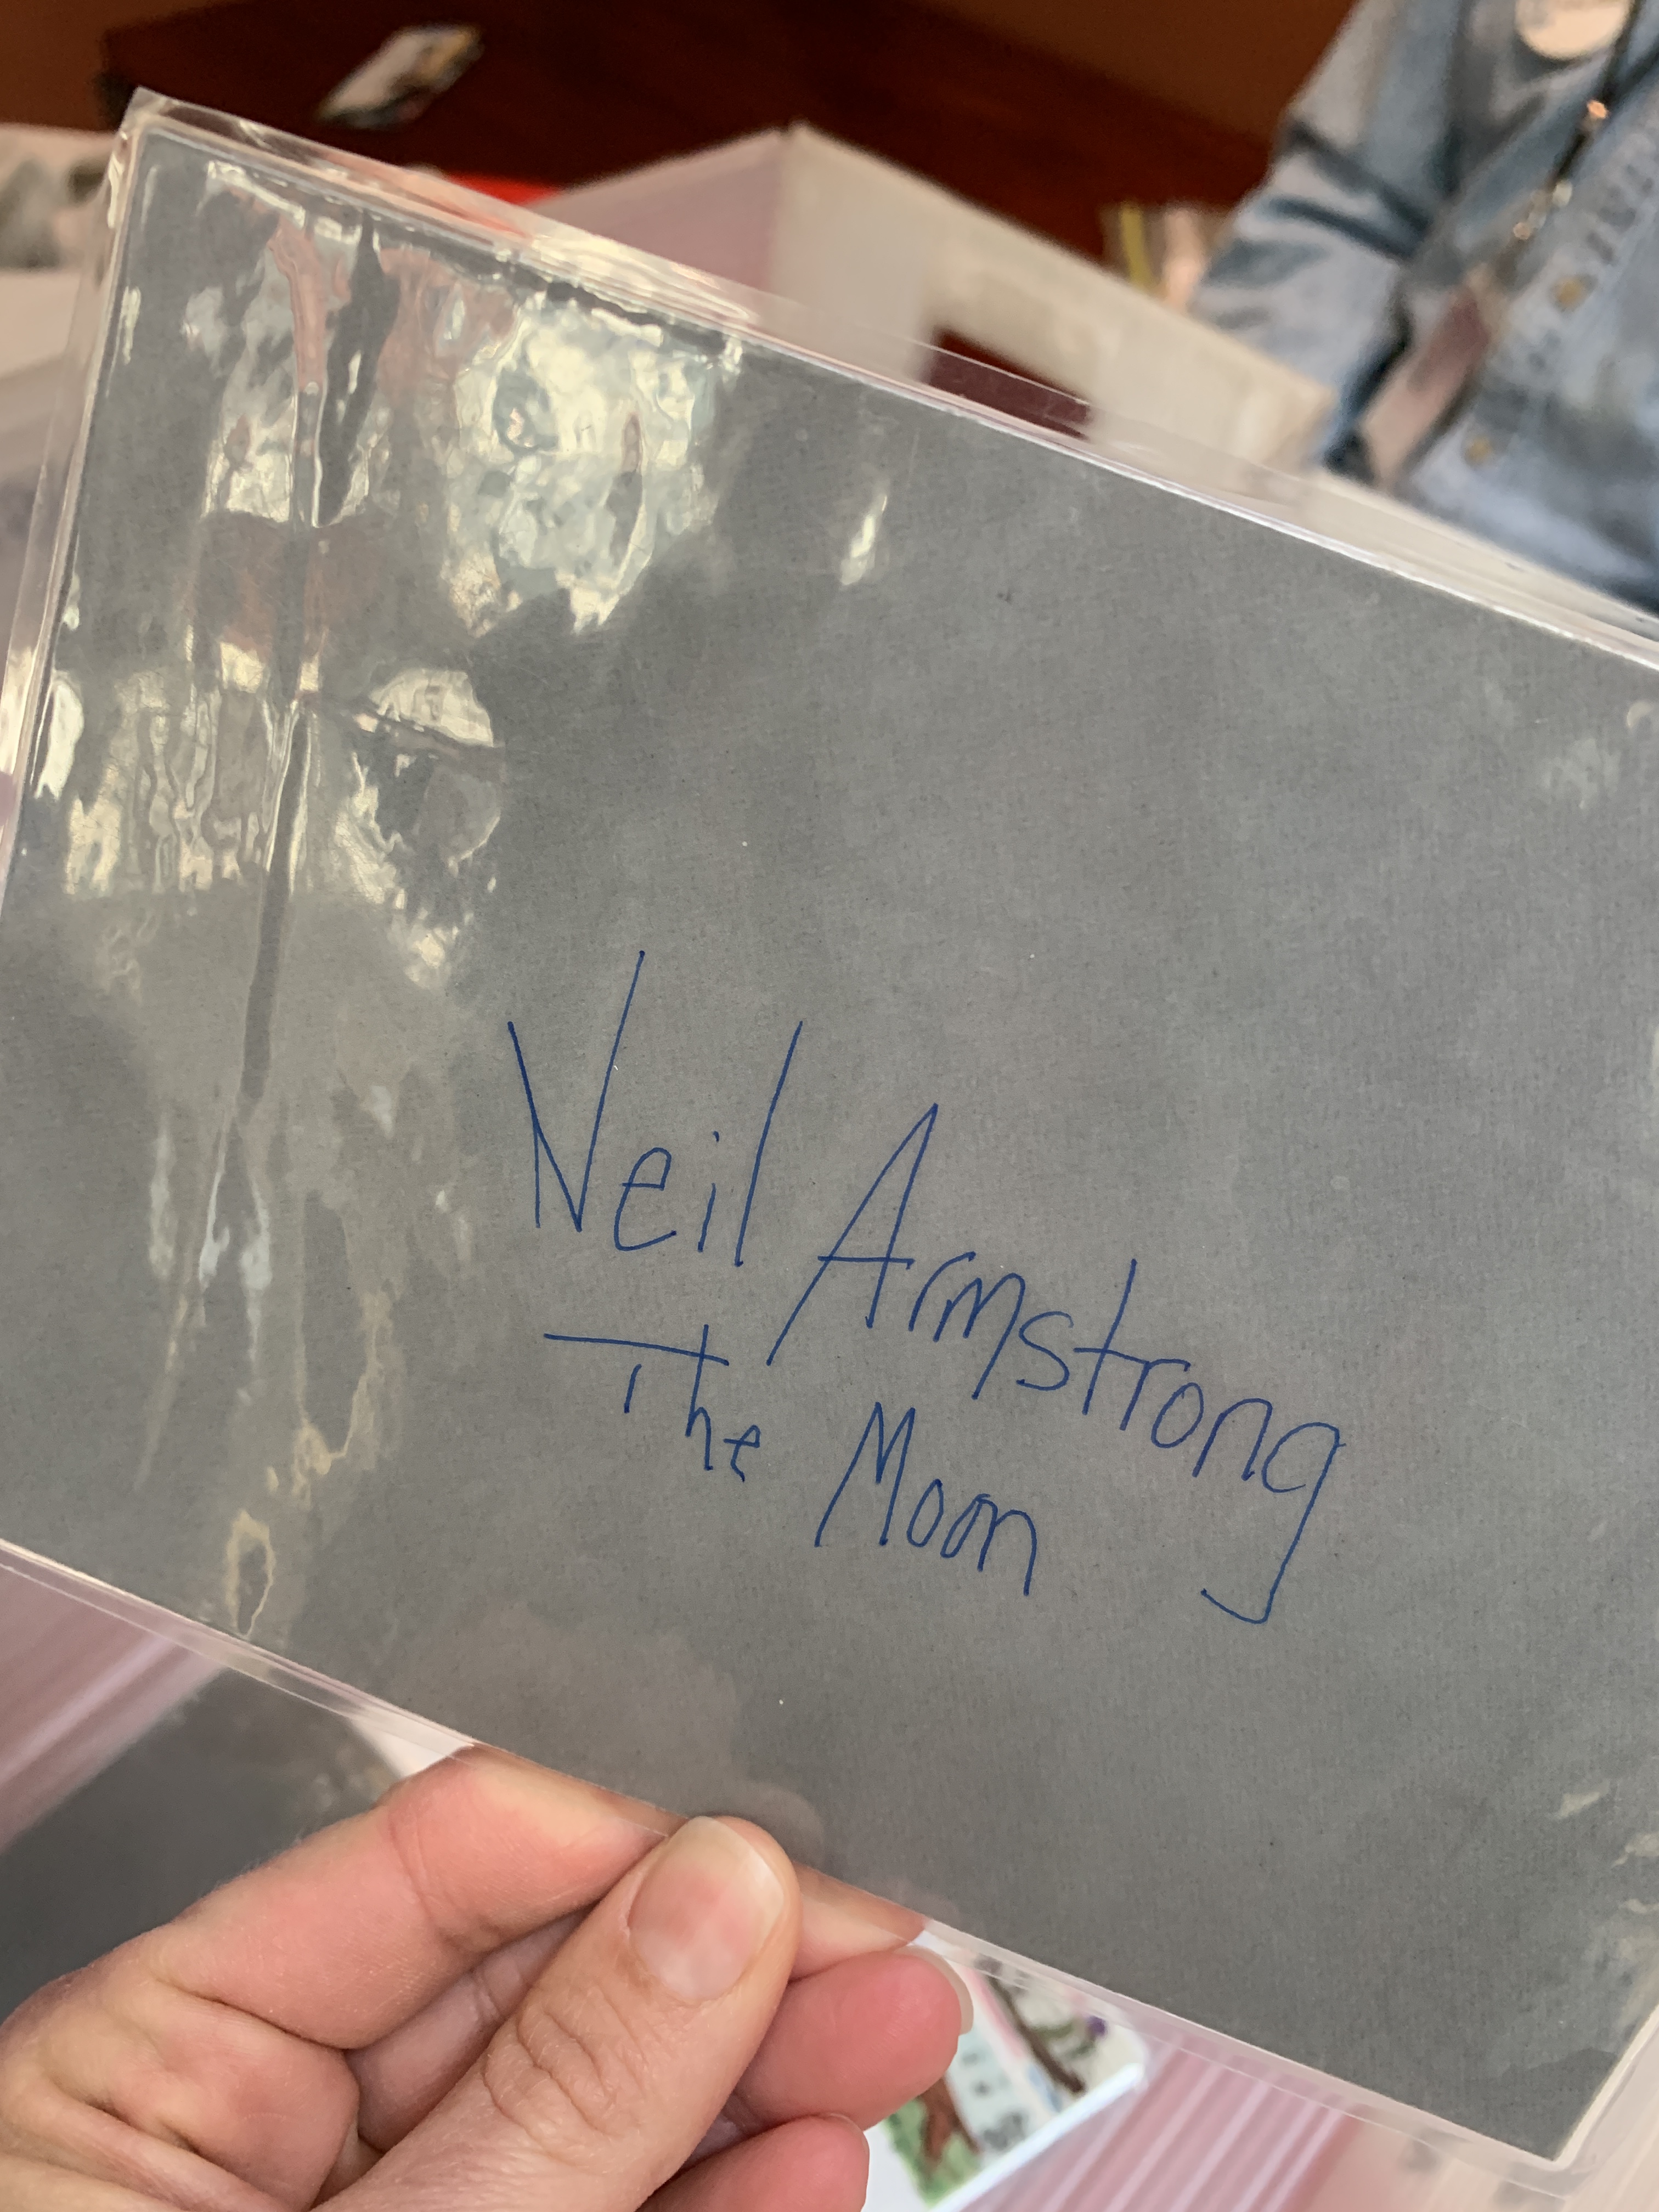 Neil Armstrong
The Moon